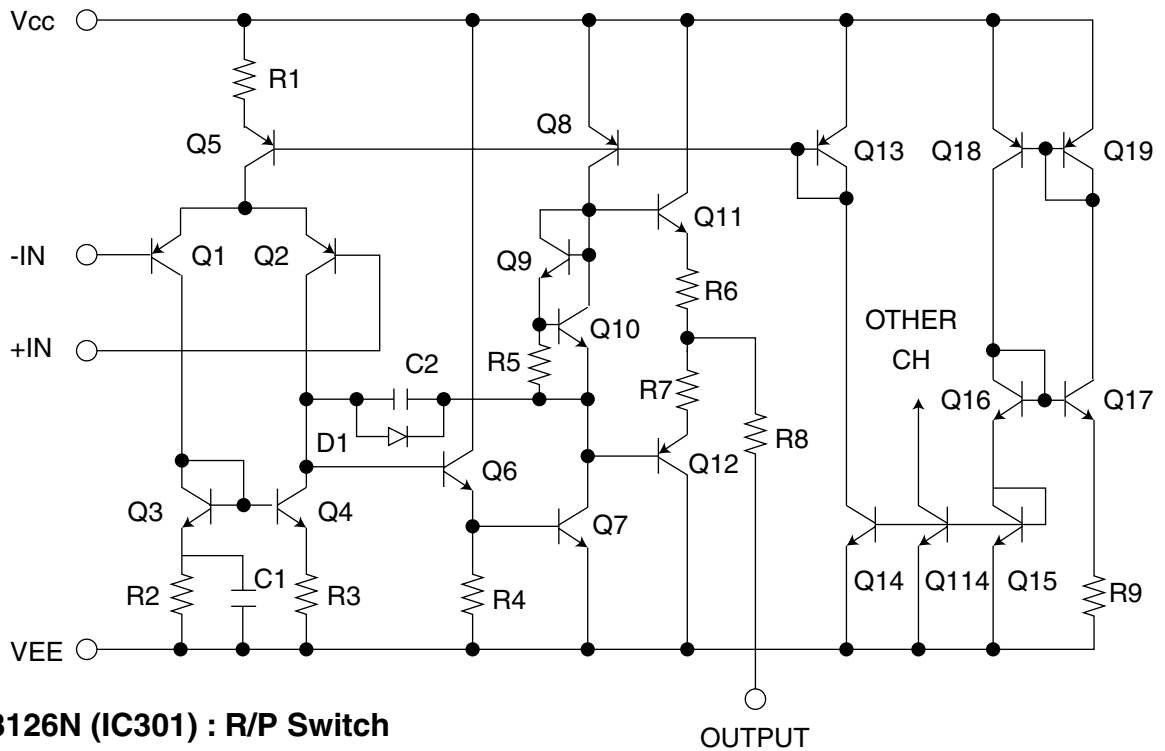 Vcc
R1
Q5
Q8
Q13
Q18
Q19
-IN
Q1
Q2
Q9
Q11
R6
+IN
Q10
OTHER
CH
C2
R5
R7
Q16
Q17
D1
R8
Q6
Q12
Q3
Q4
Q7
C1
R2
R3
R4
Q14
Q114
Q15
R9
VEE
3126N (IC301) : R/P Switch
OUTPUT